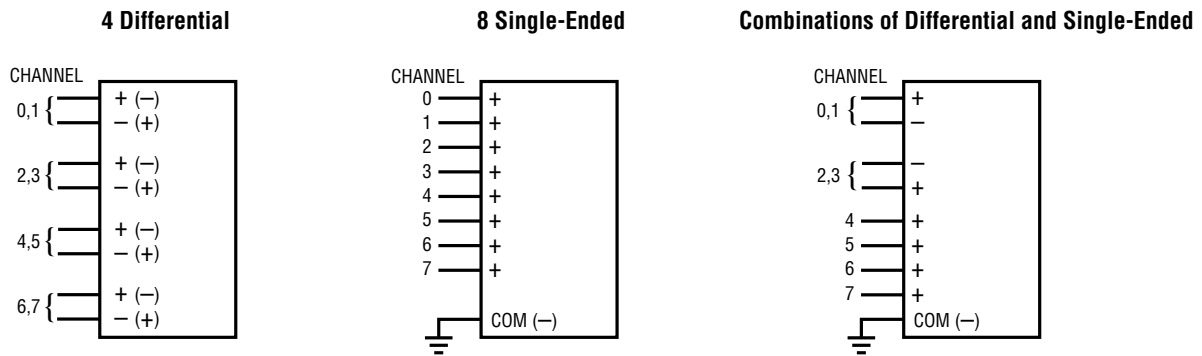 4 Differential
CHANNEL
0,1 { + (–)
– (+)
2,3 { + (–)
– (+)
4,5 { + (–)
– (+)
6,7 { + (–)
– (+)
8 Single-Ended
CHANNEL
0 +
1 +
2 +
3 +
4 +
5 +
6 +
7 +
COM (–)
Combinations of Differential and Single-Ended
CHANNEL
0,1 { +
–
2,3 { –
+
4 +
5 +
6 +
7 +
COM (–)